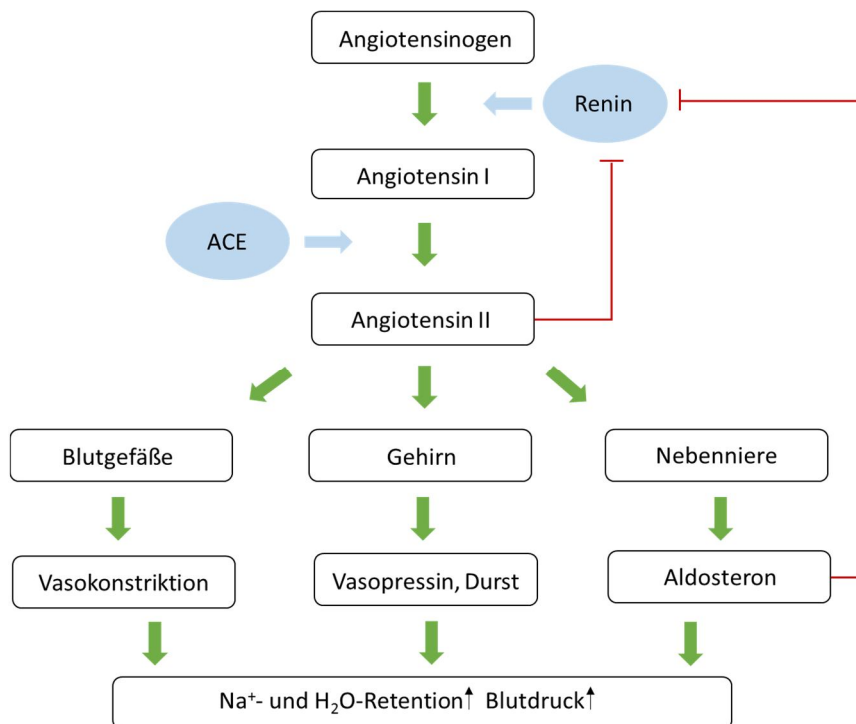 Angiotensinogen
Renin
Angiotensin I
ACE
Angiotensin II
Blutgefäße
Gehirn
Nebenniere
Vasokonstriktion
Vasopressin, Durst
Aldosteron
Na⁺- und H₂O-Retention↑ Blutdruck↑